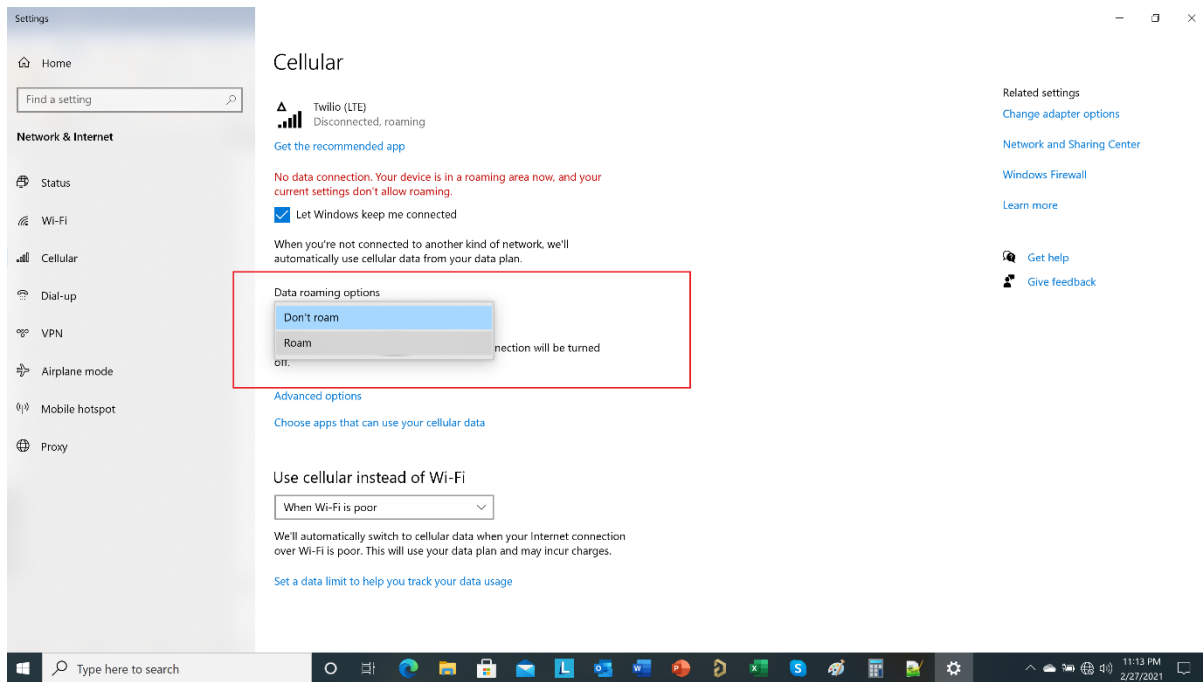 Settings
Home
Find a setting
Network & Internet
Status
Wi-Fi
Cellular
Dial-up
VPN
Airplane mode
Mobile hotspot
Proxy
Cellular
Twilio (LTE)
Disconnected, roaming
Get the recommended app
No data connection. Your device is in a roaming area now, and your
current settings don't allow roaming.
Let Windows keep me connected
When you're not connected to another kind of network, we'll
automatically use cellular data from your data plan.
Data roaming options
Don't roam
Roam
nection will be turned
off.
Advanced options
Choose apps that can use your cellular data
Use cellular instead of Wi-Fi
When Wi-Fi is poor
We'll automatically switch to cellular data when your Internet connection
over Wi-Fi is poor. This will use your data plan and may incur charges.
Set a data limit to help you track your data usage
Related settings
Change adapter options
Network and Sharing Center
Windows Firewall
Learn more
Get help
Give feedback
Type here to search
11:13 PM
2/27/2021